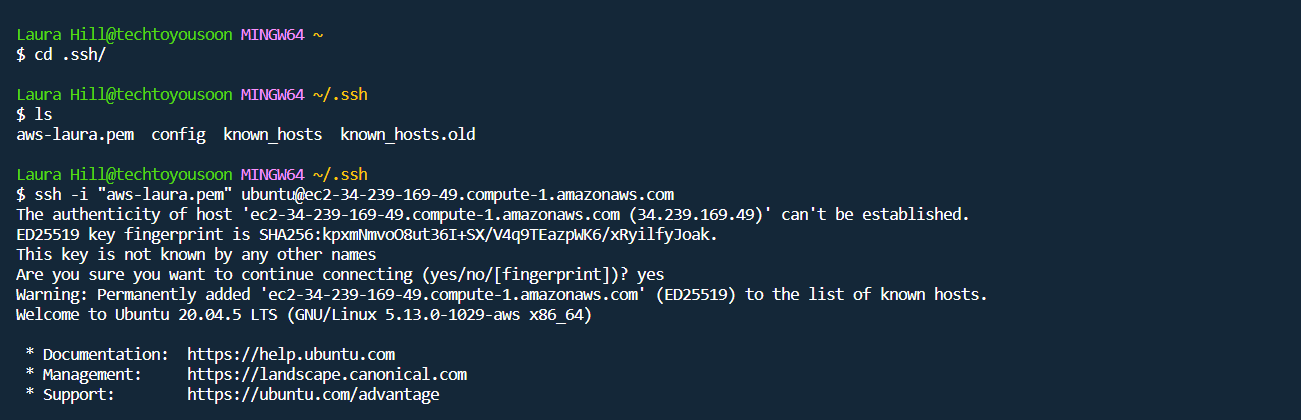 Laura Hill@techtoyousoon MINGW64 ~
$ cd .ssh/
Laura Hill@techtoyousoon MINGW64 ~/.ssh
$ ls
aws-laura.pem  config  known_hosts  known_hosts.old
Laura Hill@techtoyousoon MINGW64 ~/.ssh
$ ssh -i "aws-laura.pem" ubuntu@ec2-34-239-169-49.compute-1.amazonaws.com
The authenticity of host 'ec2-34-239-169-49.compute-1.amazonaws.com (34.239.169.49)' can't be established.
ED25519 key fingerprint is SHA256:kpxmNmvoO8ut36I+SX/V4q9TEazpWK6/xRyilfyJoak.
This key is not known by any other names
Are you sure you want to continue connecting (yes/no/[fingerprint])? yes
Warning: Permanently added 'ec2-34-239-169-49.compute-1.amazonaws.com' (ED25519) to the list of known hosts.
Welcome to Ubuntu 20.04.5 LTS (GNU/Linux 5.13.0-1029-aws x86_64)
 * Documentation:  https://help.ubuntu.com
 * Management:     https://landscape.canonical.com
 * Support:        https://ubuntu.com/advantage